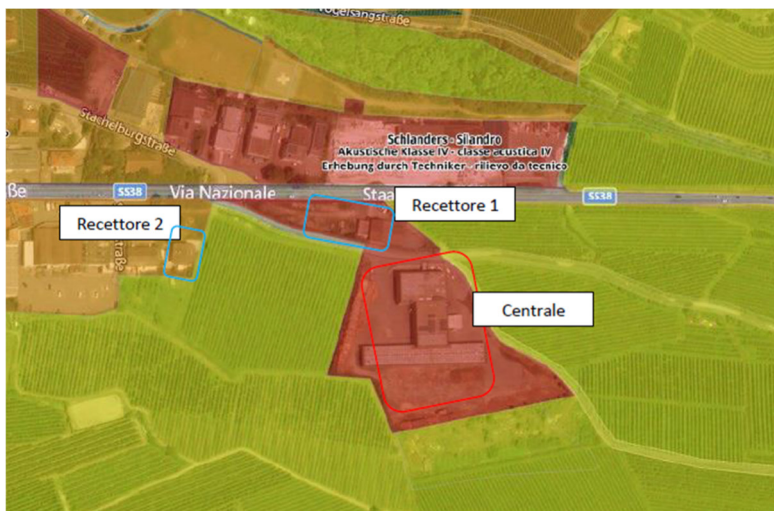 Vogelsangstraße
Stachelburgstraße
Schlanders - Silandro
Akustische Klasse IV - classe acustica IV
Erhebung durch Techniker - rilievo da tecnico
ße
SS38
Via Nazionale
Staa
SS38
Recettore 1
Recettore 2
straße
Centrale